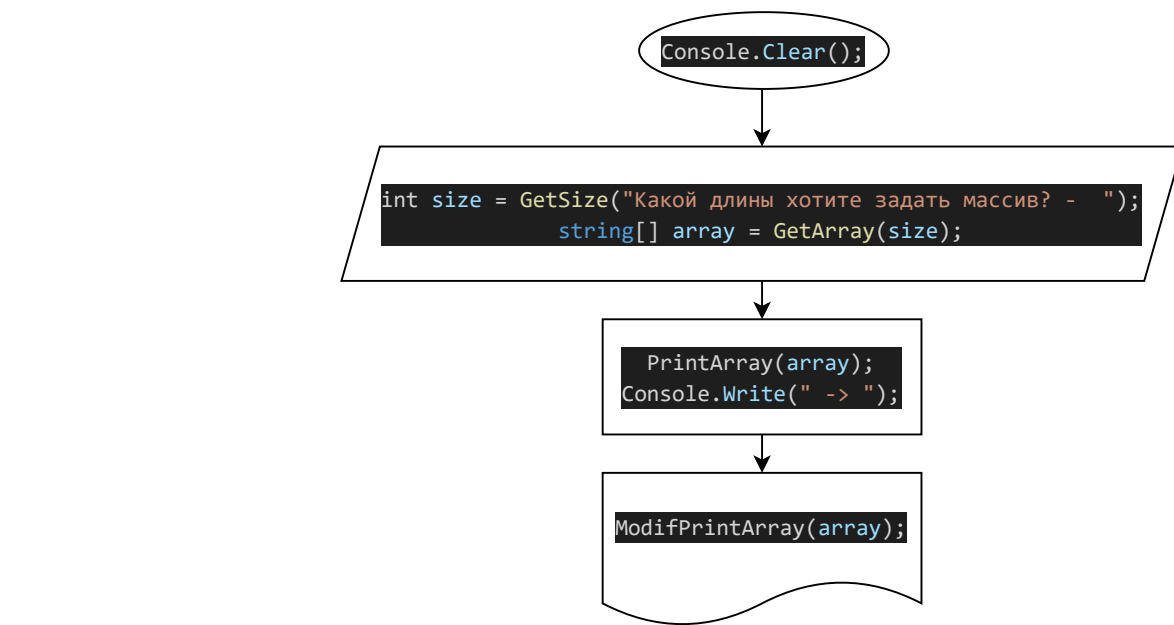 Console.Clear();
int size = GetSize("Какой длины хотите задать массив? -  ");
string[] array = GetArray(size);
PrintArray(array);
Console.Write(" -> ");
ModifPrintArray(array);